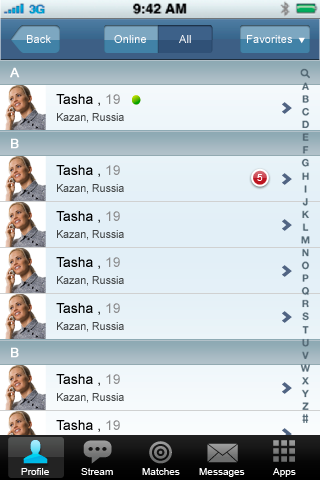 3G 9:42 AM
Back Online All Favorites
A
Tasha , 19
Kazan, Russia
B
Tasha , 19
Kazan, Russia
5
Tasha , 19
Kazan, Russia
Tasha , 19
Kazan, Russia
Tasha , 19
Kazan, Russia
B
Tasha , 19
Kazan, Russia
Tasha , 19
A
B
C
D
E
F
G
H
I
J
K
L
M
N
O
P
Q
R
S
T
U
V
W
X
Y
Z
#
Profile Stream Matches Messages Apps